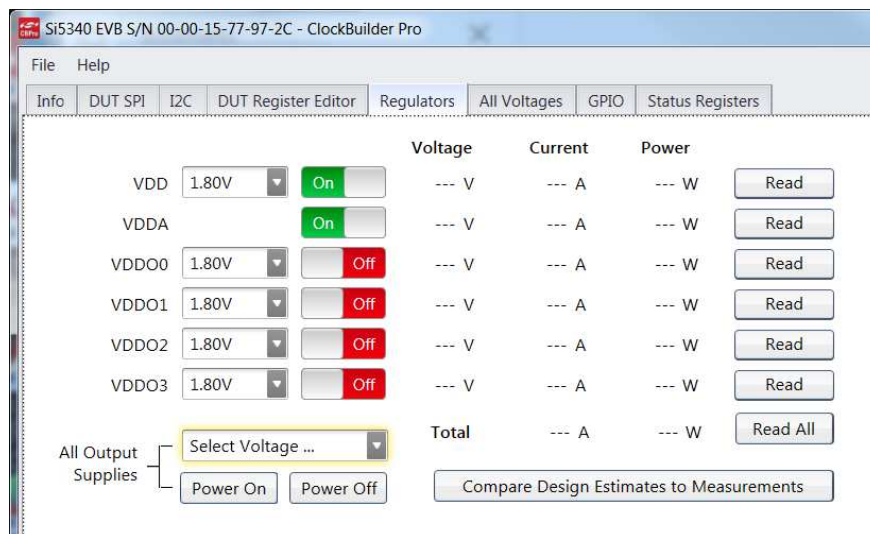 CBPro Si5340 EVB S/N 00-00-15-77-97-2C - ClockBuilder Pro
File Help
Info DUT SPI I2C DUT Register Editor Regulators All Voltages GPIO Status Registers
Voltage Current Power
VDD 1.80V On --- V --- A --- W Read
VDDA On --- V --- A --- W Read
VDDO0 1.80V Off --- V --- A --- W Read
VDDO1 1.80V Off --- V --- A --- W Read
VDDO2 1.80V Off --- V --- A --- W Read
VDDO3 1.80V Off --- V --- A --- W Read
All Output Supplies Select Voltage ... Total --- A --- W Read All
Power On Power Off Compare Design Estimates to Measurements